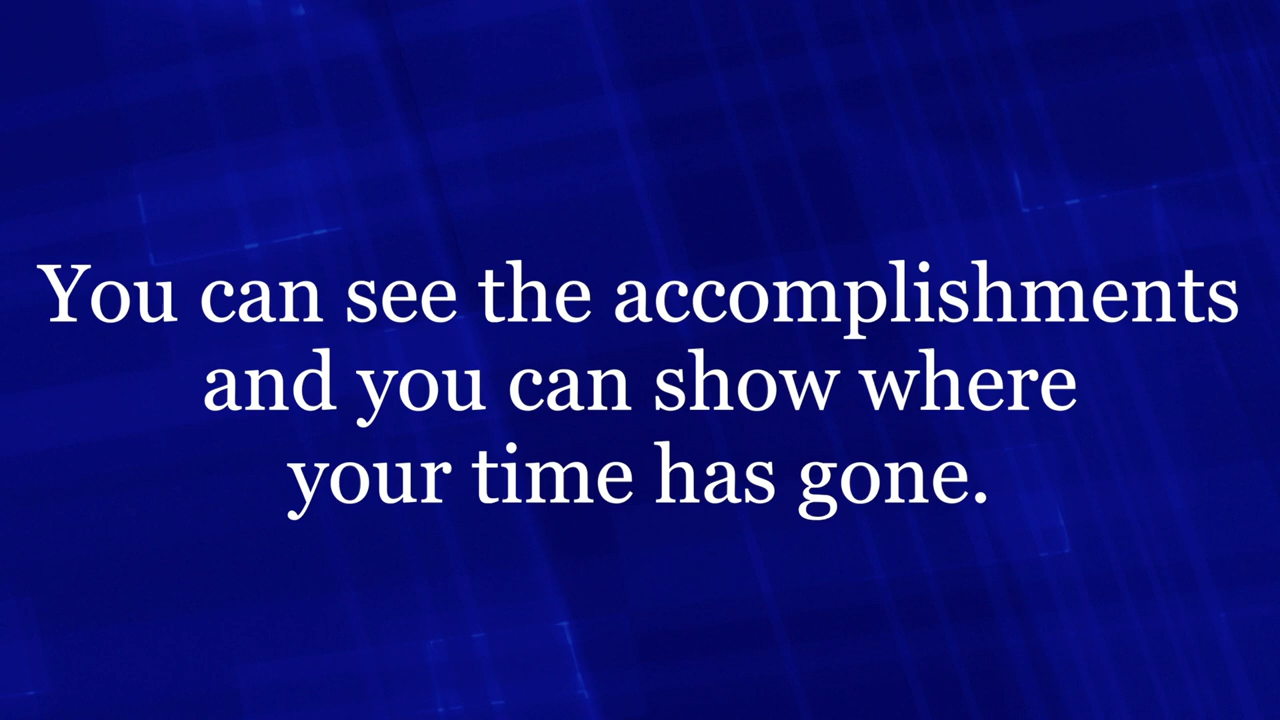 You can see the accomplishments
and you can show where
your time has gone.